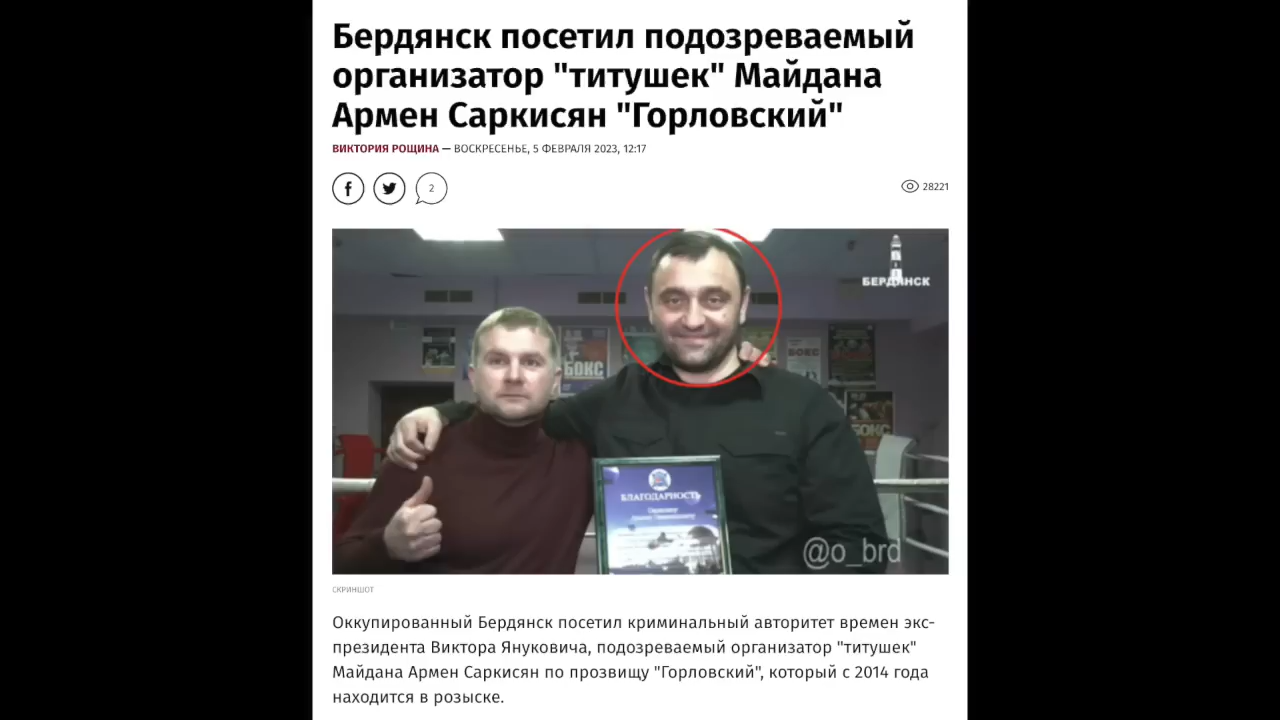 Бердянск посетил подозреваемый
организатор "титушек" Майдана
Армен Саркисян "Горловский"
ВИКТОРИЯ РОЩИНА — ВОСКРЕСЕНЬЕ, 5 ФЕВРАЛЯ 2023, 12:17
2
28221
БЕРДЯНСК
БОКС
БОКС
БОКС
БЛАГОДАРНОСТЬ
@o_brd
СКРИНШОТ
Оккупированный Бердянск посетил криминальный авторитет времен экс-
президента Виктора Януковича, подозреваемый организатор "титушек"
Майдана Армен Саркисян по прозвищу "Горловский", который с 2014 года
находится в розыске.